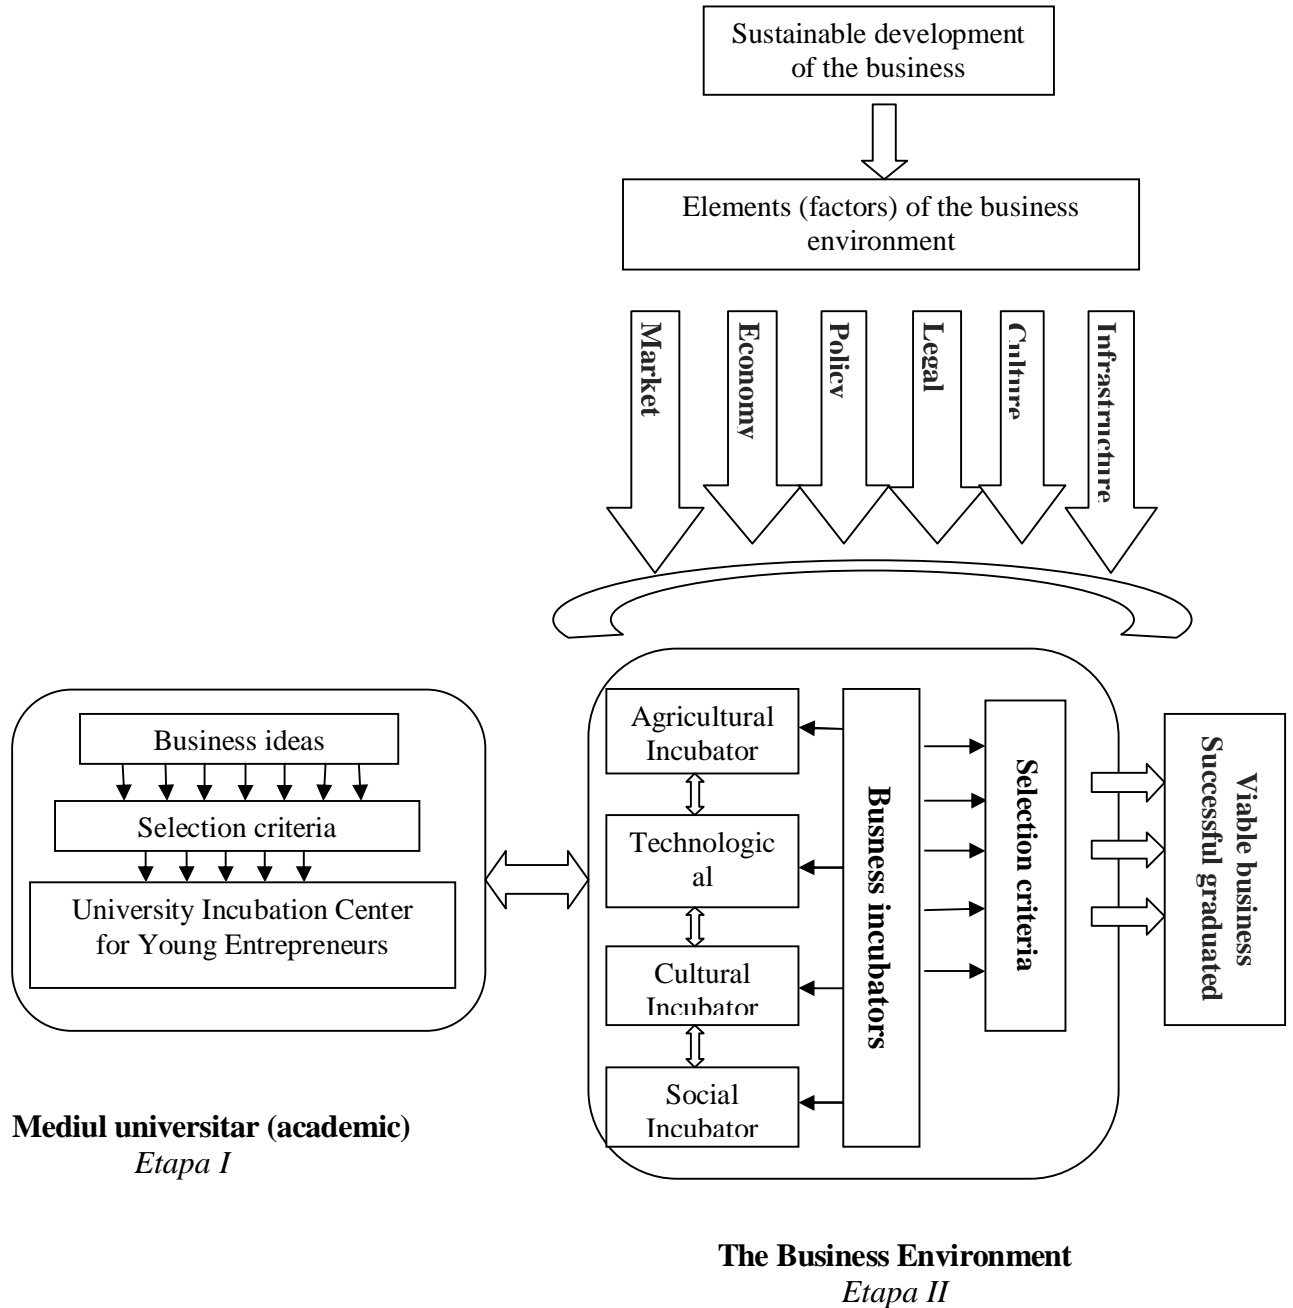 Sustainable development
of the business
Elements (factors) of the business
environment
Market
Economy
Policy
Legal
Culture
Infrastructure
Business ideas
Selection criteria
University Incubation Center
for Young Entrepreneurs
Mediul universitar (academic)
Etapa I
Agricultural
Incubator
Technologic
al
Cultural
Incubator
Social
Incubator
Busness incubators
Selection criteria
Viable business
Successful graduated
The Business Environment
Etapa II